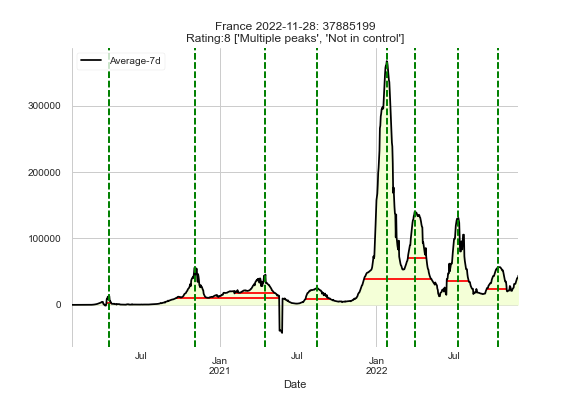 France 2022-11-28: 37885199
Rating:8 ['Multiple peaks', 'Not in control']
Average-7d
300000
200000
100000
0
Jul
Jan
2021
Jul
Jan
2022
Jul
Date